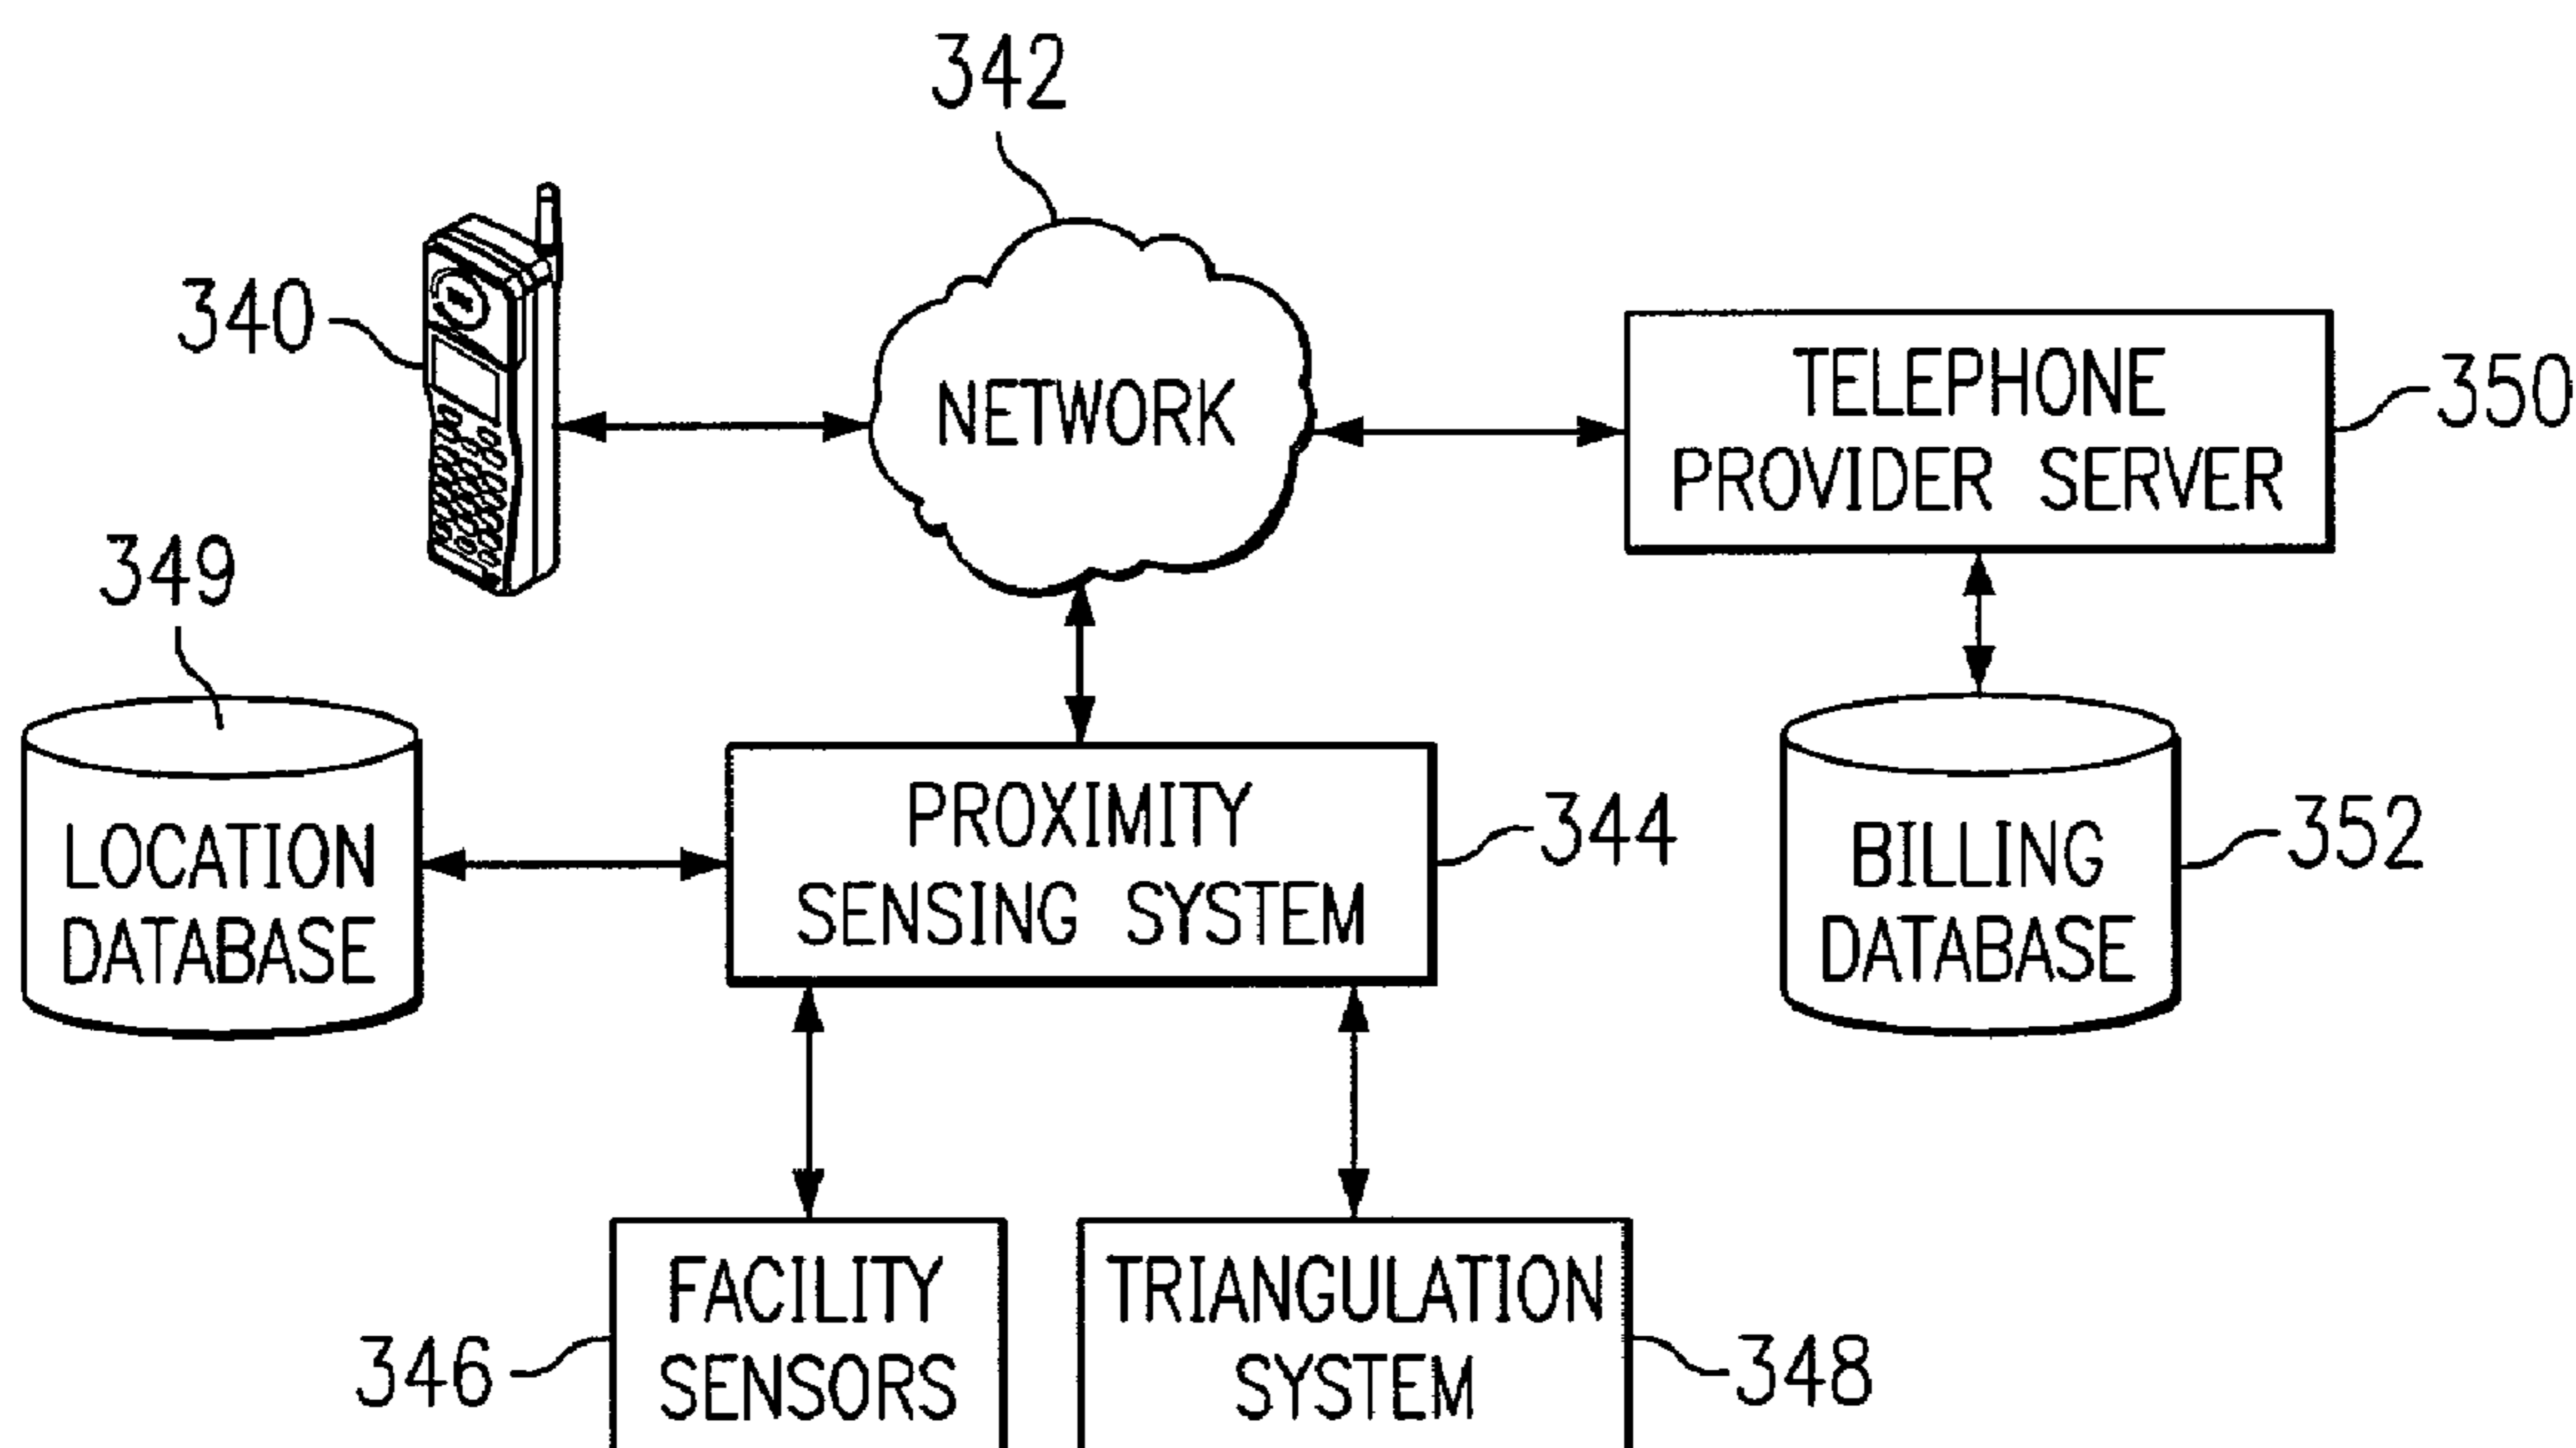 342
340
NETWORK
TELEPHONE
PROVIDER SERVER
350
349
LOCATION
DATABASE
PROXIMITY
SENSING SYSTEM
344
BILLING
DATABASE
352
FACILITY
SENSORS
346
TRIANGULATION
SYSTEM
348